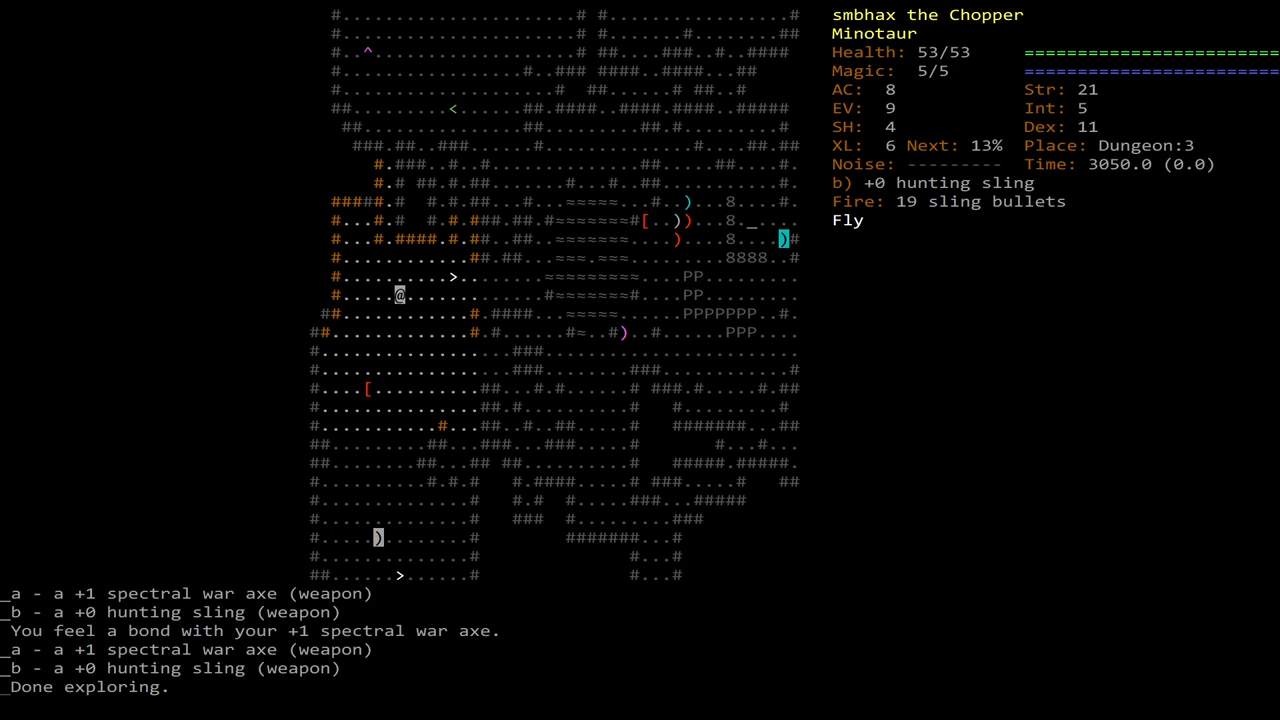 smbhax the Chopper
Minotaur
Health: 53/53
Magic: 5/5
AC: 8 Str: 21
EV: 9 Int: 5
SH: 4 Dex: 11
XL: 6 Next: 13% Place: Dungeon:3
Noise: --------- Time: 3050.0 (0.0)
b) +0 hunting sling
Fire: 19 sling bullets
Fly
_a - a +1 spectral war axe (weapon)
_b - a +0 hunting sling (weapon)
You feel a bond with your +1 spectral war axe.
_a - a +1 spectral war axe (weapon)
_b - a +0 hunting sling (weapon)
_Done exploring.